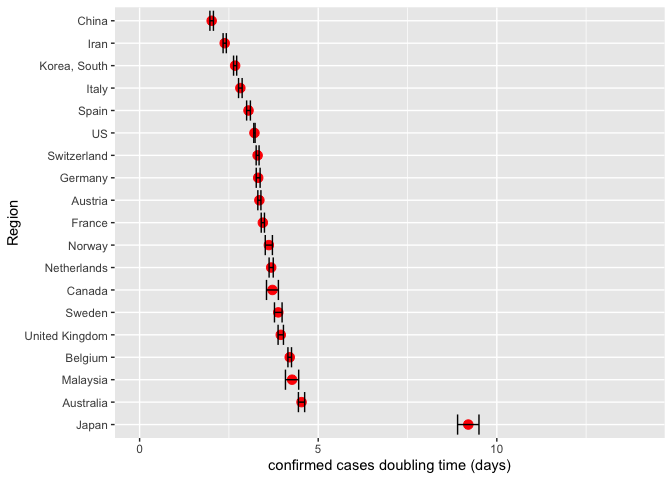 China
Iran
Korea, South
Italy
Spain
US
Switzerland
Germany
Austria
France
Norway
Netherlands
Canada
Sweden
United Kingdom
Belgium
Malaysia
Australia
Japan
Region
0 5 10
confirmed cases doubling time (days)